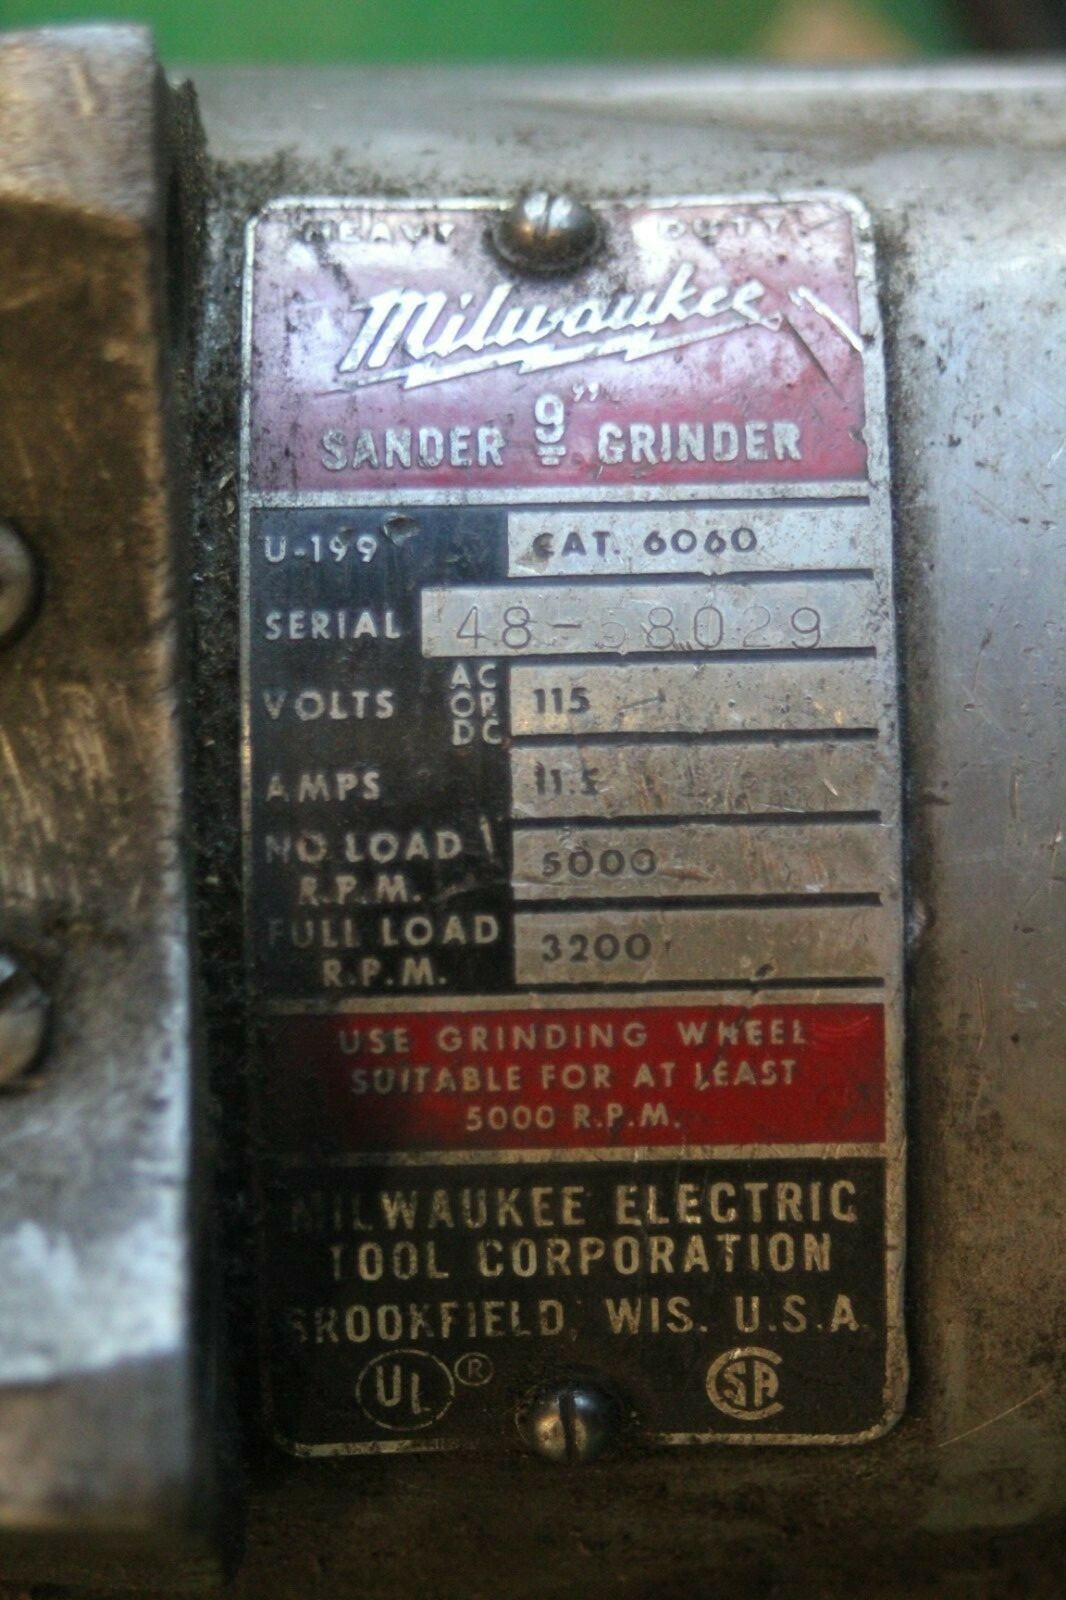 HEAVY DUTY
Milwaukee
9"
SANDER GRINDER
U-199 CAT. 6060
SERIAL 48-58029
VOLTS AC OR DC 115
AMPS 11.5
NO LOAD R.P.M. 5000
FULL LOAD R.P.M. 3200
USE GRINDING WHEEL
SUITABLE FOR AT LEAST
5000 R.P.M.
MILWAUKEE ELECTRIC
TOOL CORPORATION
BROOKFIELD, WIS. U.S.A.
UL ® CSA